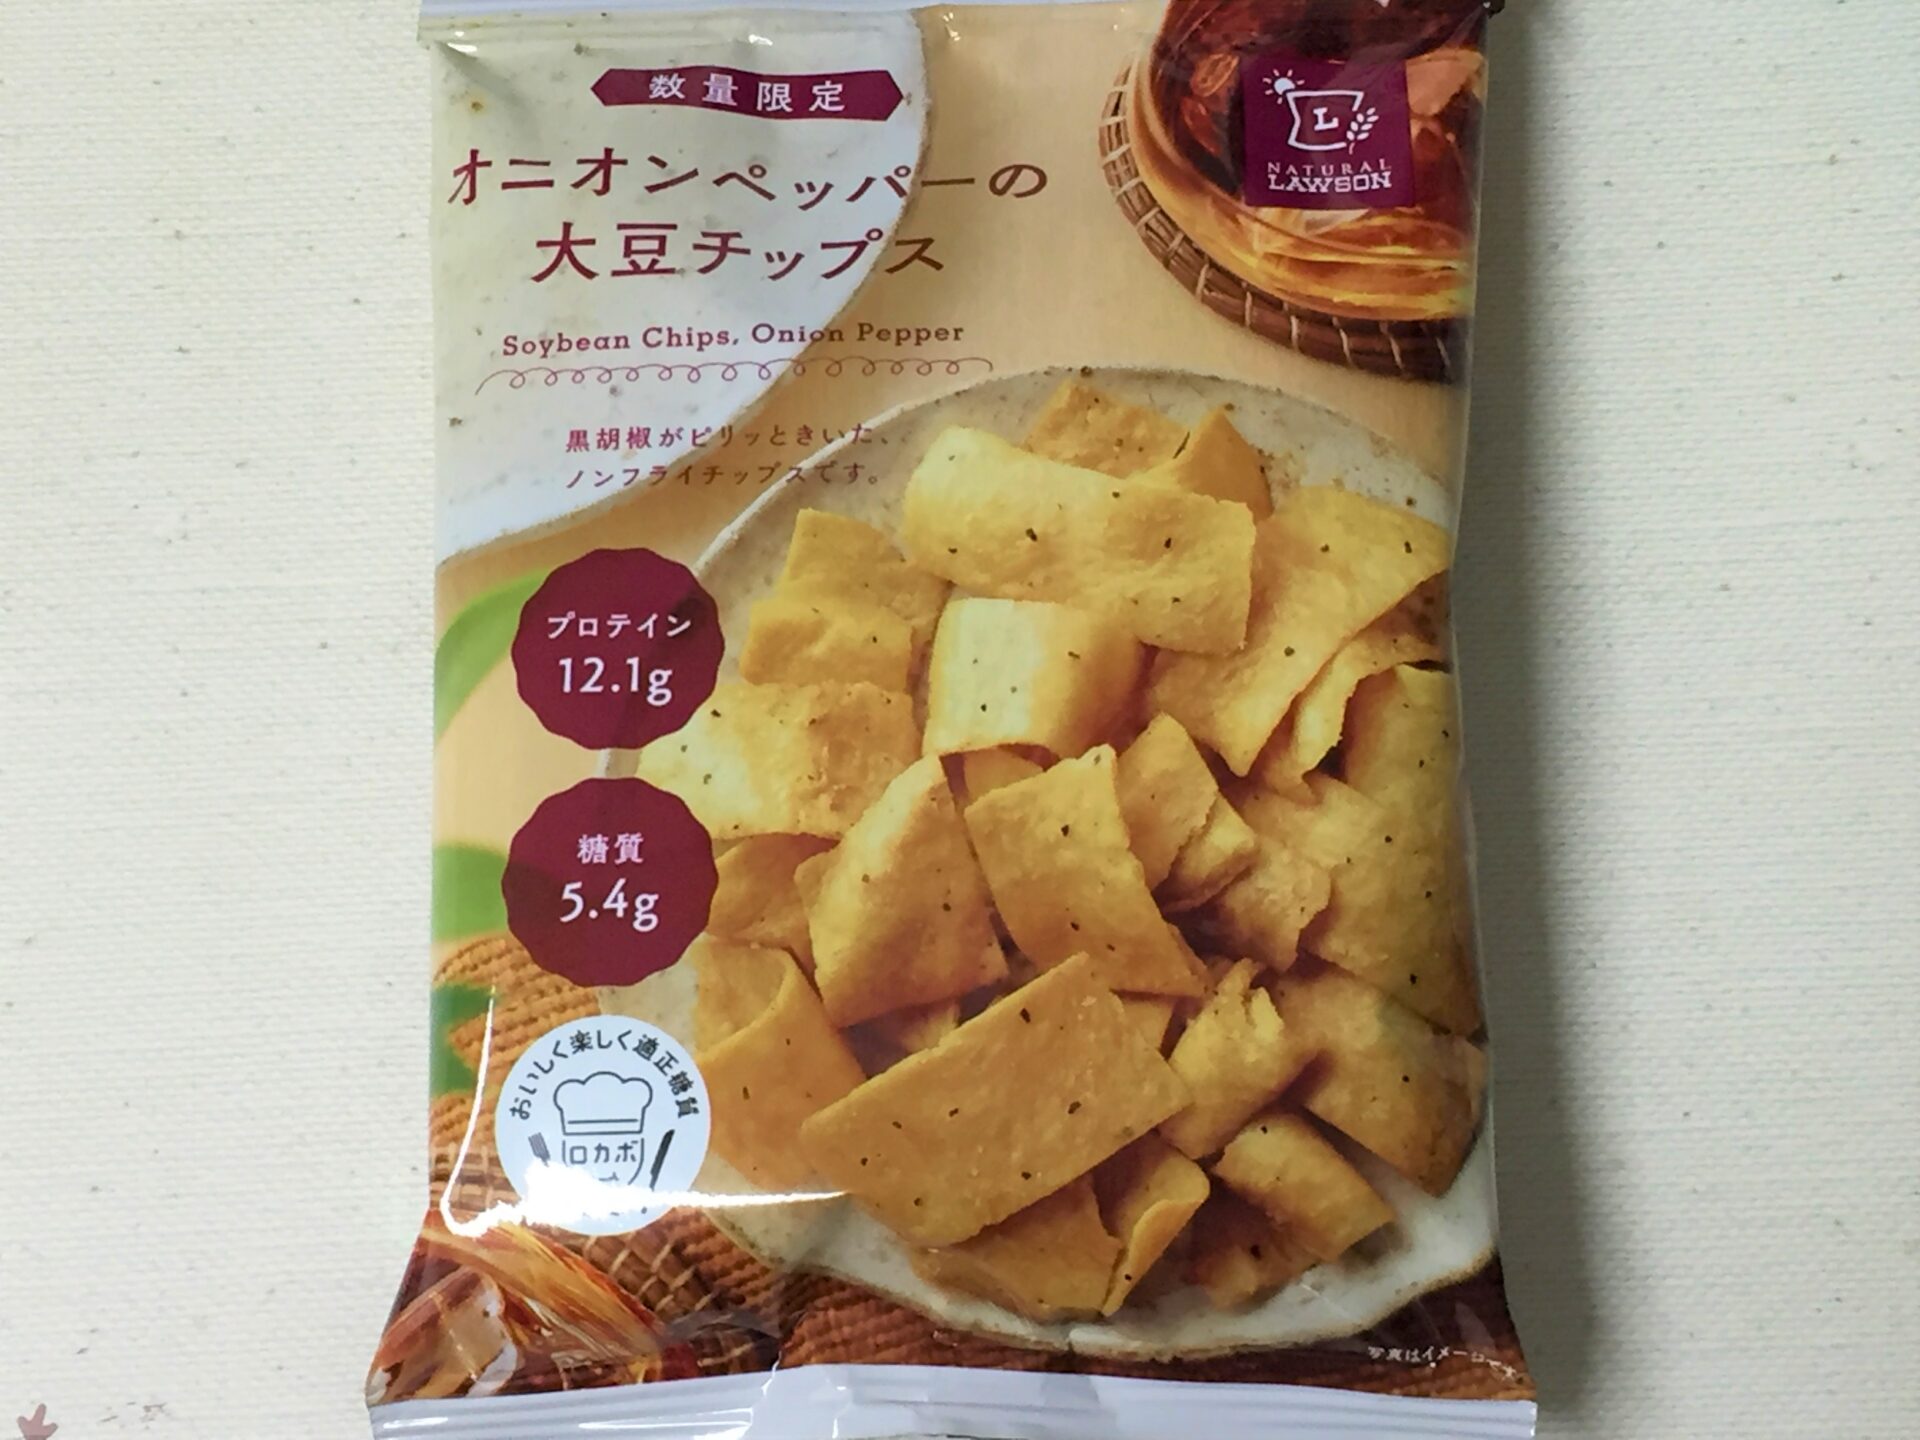 数量限定
L
NATURAL
LAWSON
オニオンペッパーの
大豆チップス
Soybean Chips, Onion Pepper
黒胡椒がピリッときいた、
ノンフライチップスです。
プロテイン
12.1g
糖質
5.4g
おいしく楽しく適正糖質
ロカボ
写真はイメージです